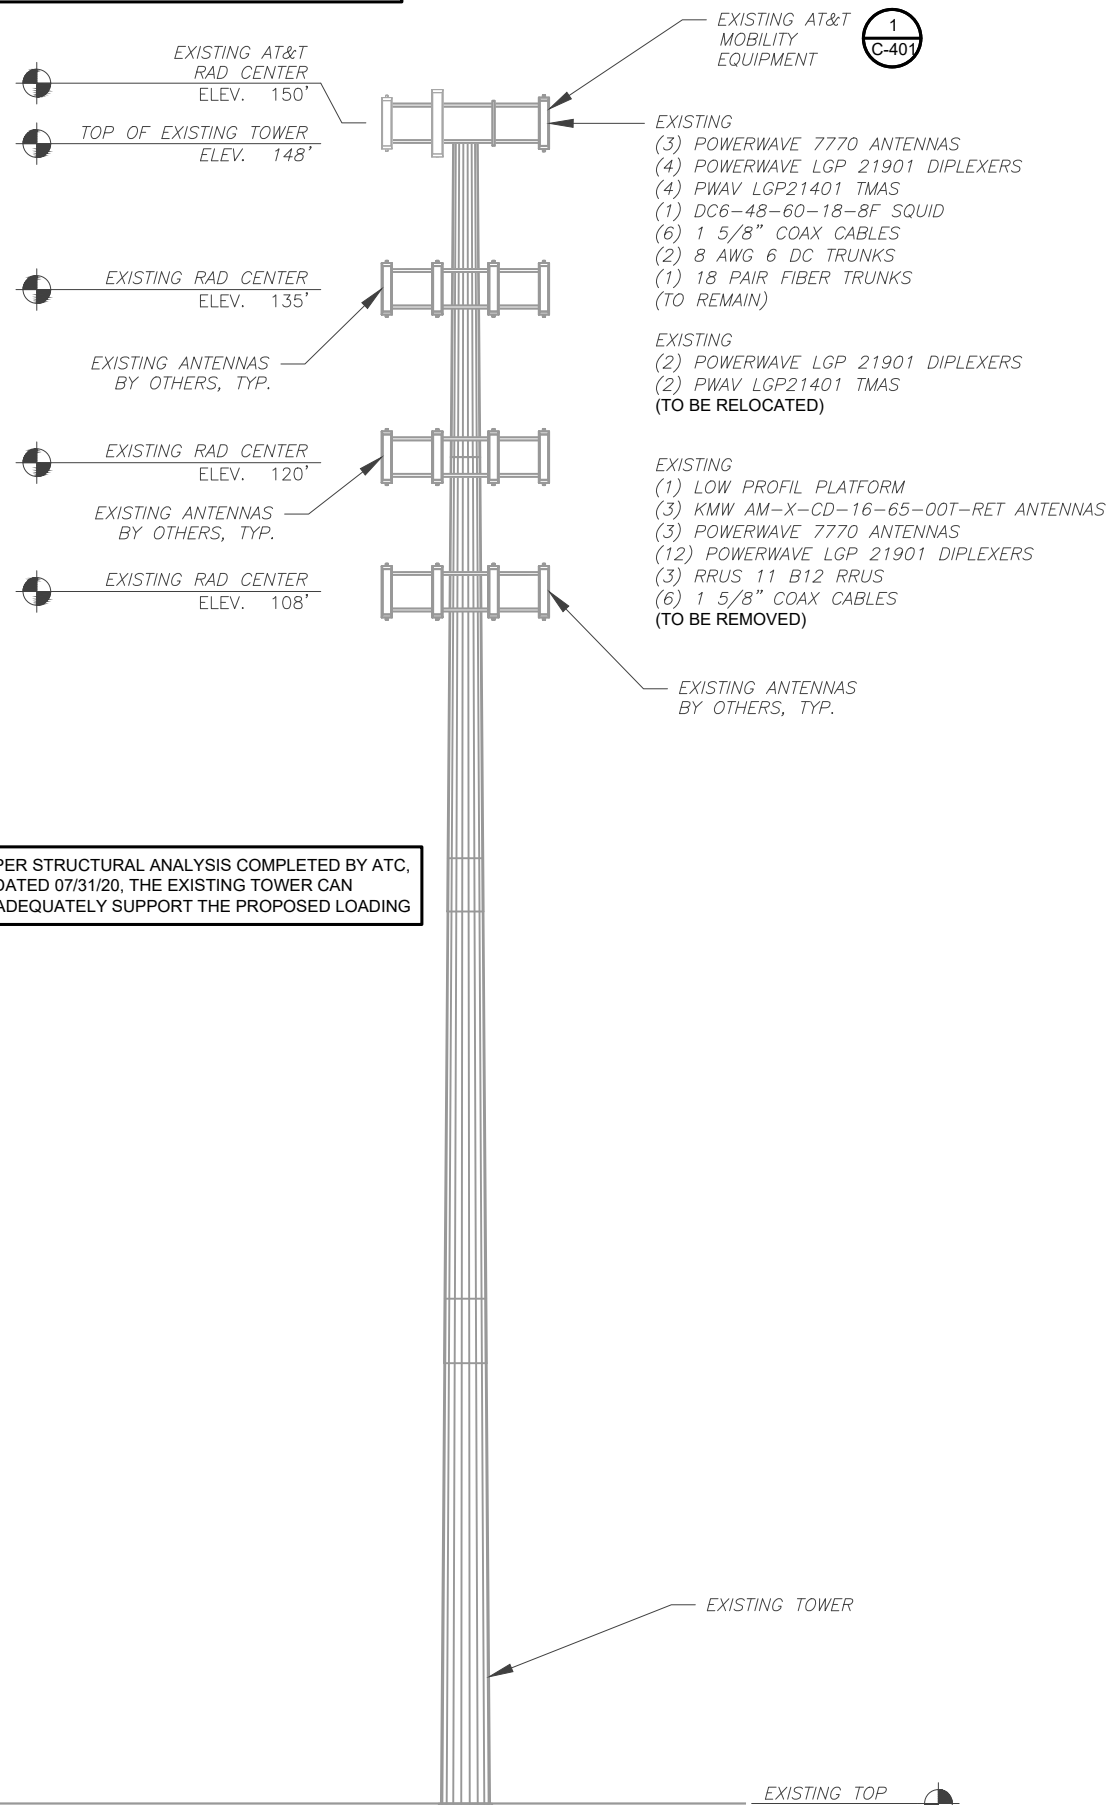 EXISTING AT&T
RAD CENTER
ELEV. 150'
TOP OF EXISTING TOWER
ELEV. 148'
EXISTING RAD CENTER
ELEV. 135'
EXISTING ANTENNAS
BY OTHERS, TYP.
EXISTING RAD CENTER
ELEV. 120'
EXISTING ANTENNAS
BY OTHERS, TYP.
EXISTING RAD CENTER
ELEV. 108'
EXISTING AT&T
MOBILITY
EQUIPMENT
1
C-401
EXISTING
(3) POWERWAVE 7770 ANTENNAS
(4) POWERWAVE LGP 21901 DIPLEXERS
(4) PWAV LGP21401 TMAS
(1) DC6-48-60-18-8F SQUID
(6) 1 5/8" COAX CABLES
(2) 8 AWG 6 DC TRUNKS
(1) 18 PAIR FIBER TRUNKS
(TO REMAIN)
EXISTING
(2) POWERWAVE LGP 21901 DIPLEXERS
(2) PWAV LGP21401 TMAS
(TO BE RELOCATED)
EXISTING
(1) LOW PROFIL PLATFORM
(3) KMW AM-X-CD-16-65-00T-RET ANTENNAS
(3) POWERWAVE 7770 ANTENNAS
(12) POWERWAVE LGP 21901 DIPLEXERS
(3) RRUS 11 B12 RRUS
(6) 1 5/8" COAX CABLES
(TO BE REMOVED)
EXISTING ANTENNAS
BY OTHERS, TYP.
PER STRUCTURAL ANALYSIS COMPLETED BY ATC,
DATED 07/31/20, THE EXISTING TOWER CAN
ADEQUATELY SUPPORT THE PROPOSED LOADING
EXISTING TOWER
EXISTING TOP